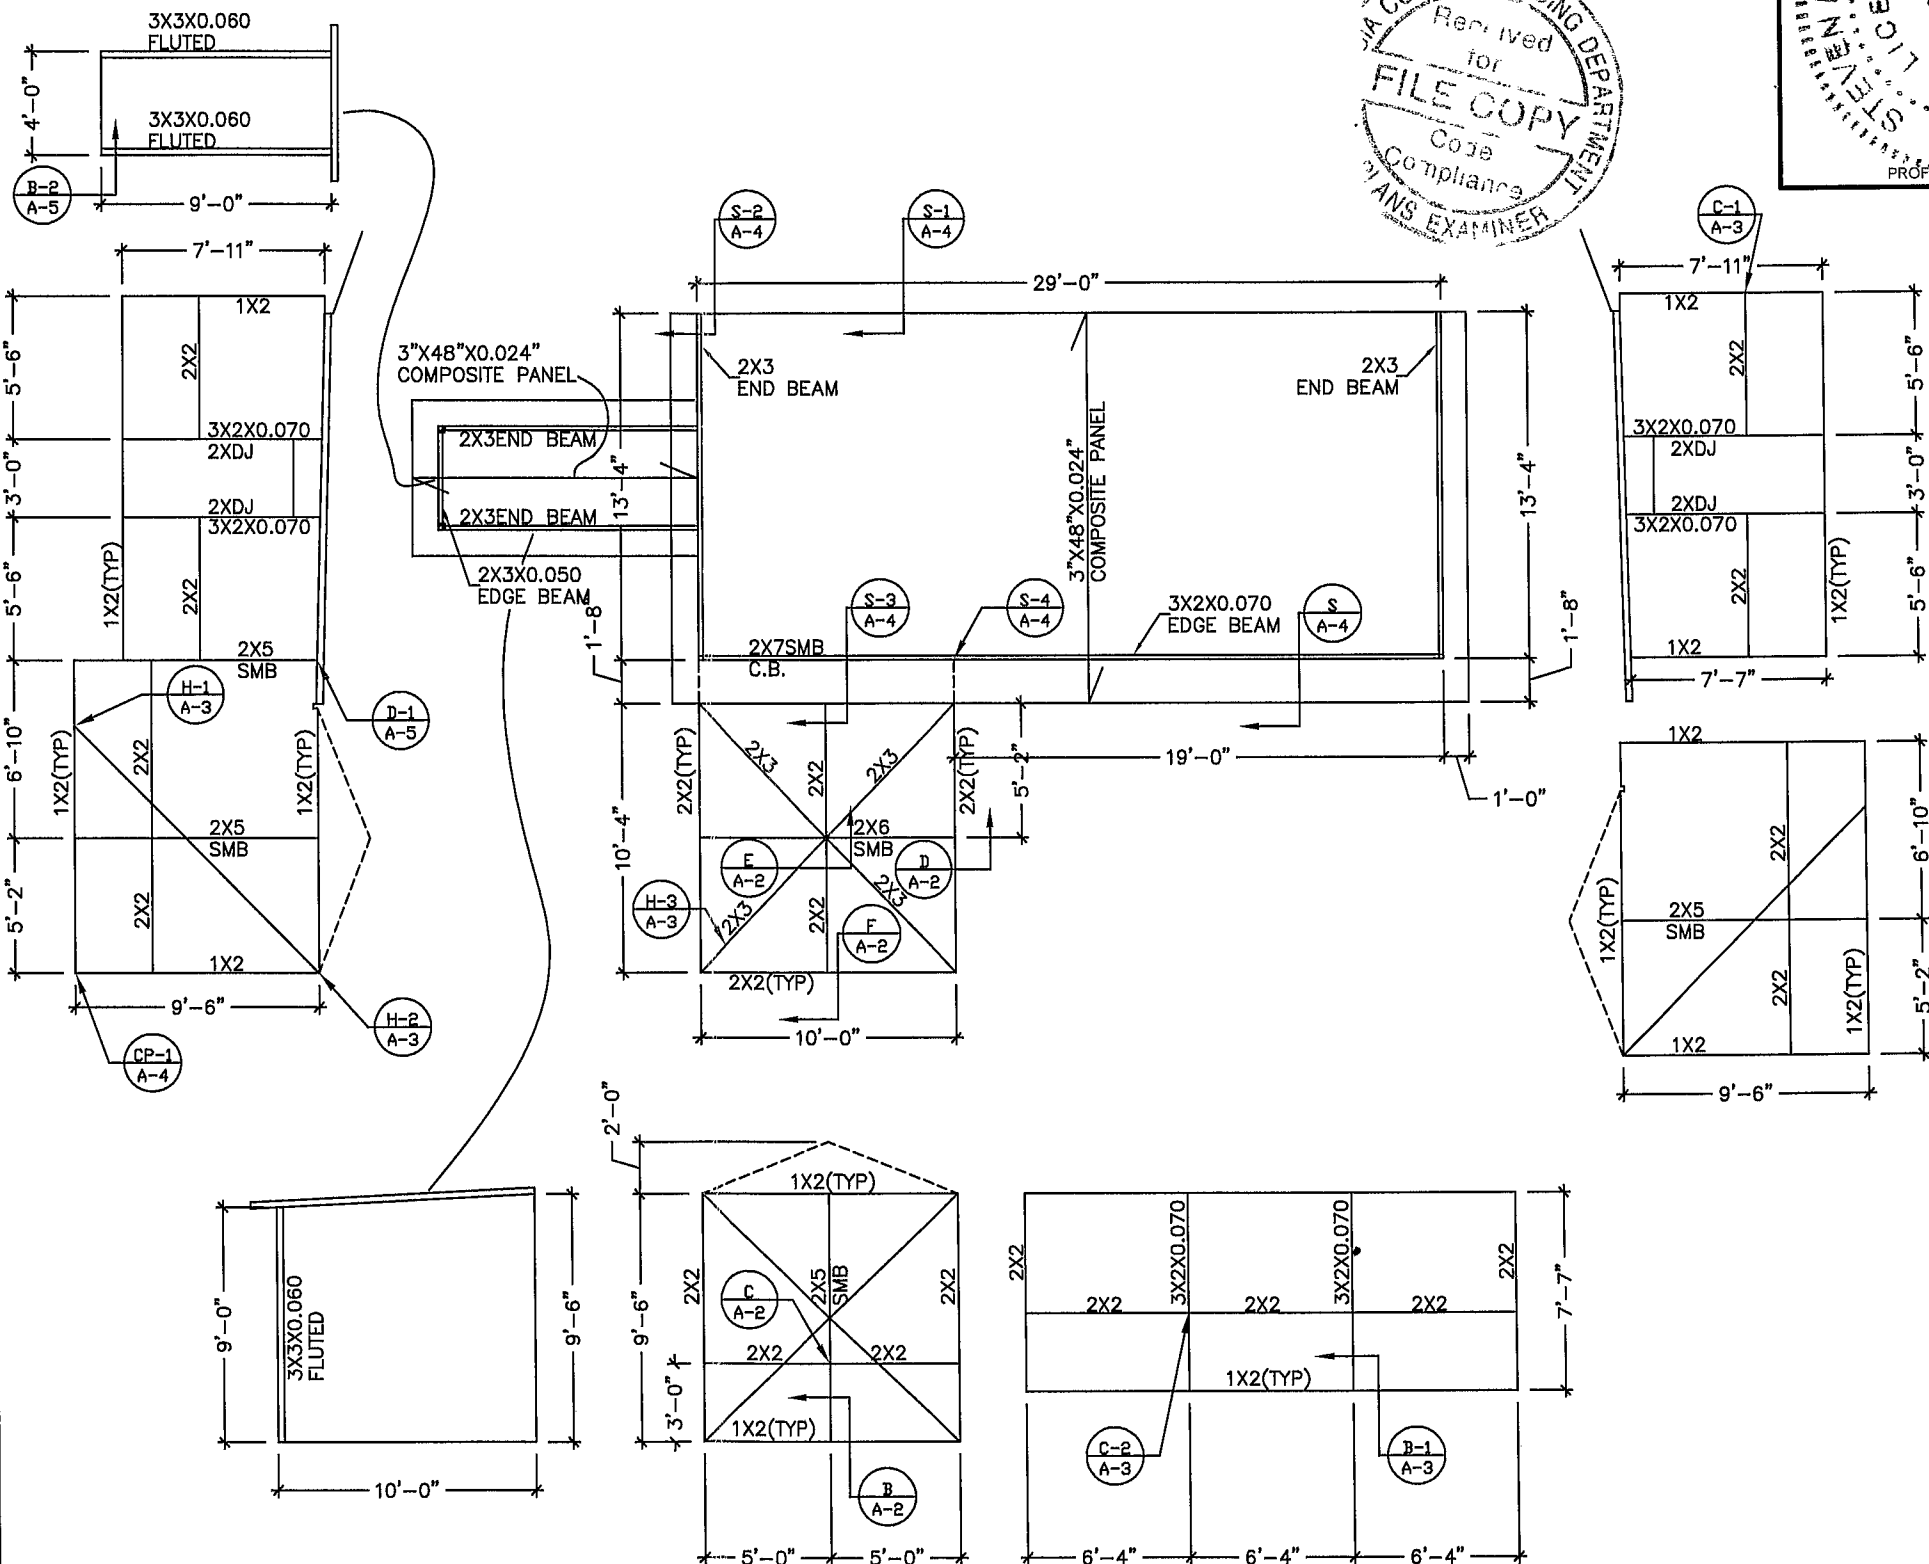 3X3X0.060
FLUTED
4'-0"
3X3X0.060
FLUTED
B-2
A-5
9'-0"
Received
for
FILE COPY
Code
Compliance
DEPARTMENT
PLANS EXAMINER
STEVEN
PROF
7'-11"
1X2
5'-6"
2X2
3X2X0.070
2XDJ
3'-0"
2XDJ
3X2X0.070
1X2(TYP)
5'-6"
2X2
2X5
SMB
H-1
A-3
D-1
A-5
6'-10"
1X2(TYP)
2X2
1X2(TYP)
2X5
SMB
5'-2"
2X2
1X2
9'-6"
CP-1
A-4
H-2
A-3
S-2
A-4
S-1
A-4
29'-0"
3"X48"X0.024"
COMPOSITE PANEL
2X3
END BEAM
2X3
END BEAM
2X3END BEAM
13'-4"
2X3END BEAM
2X3X0.050
EDGE BEAM
3"X48"X0.024"
COMPOSITE PANEL
13'-4"
S-3
A-4
S-4
A-4
3X2X0.070
EDGE BEAM
S
A-4
1'-8"
2X7SMB
C.B.
1'-8"
2X2(TYP)
2X3
2X2
2X3
2X2(TYP)
5'-2"
19'-0"
1'-0"
10'-4"
2X6
SMB
E
A-2
D
A-2
H-3
A-3
2X3
2X2
2X3
F
A-2
2X2(TYP)
10'-0"
C-1
A-3
7'-11"
1X2
2X2
5'-6"
3X2X0.070
2XDJ
3'-0"
2XDJ
3X2X0.070
2X2
1X2(TYP)
5'-6"
1X2
7'-7"
1X2
2X2
6'-10"
1X2(TYP)
2X5
SMB
2X2
1X2(TYP)
5'-2"
1X2
9'-6"
9'-0"
3X3X0.060
FLUTED
9'-6"
10'-0"
2'-0"
1X2(TYP)
9'-6"
2X2
C
A-2
2X5
SMB
2X2
2X2
2X2
3'-0"
1X2(TYP)
B
A-2
5'-0"
5'-0"
2X2
3X2X0.070
3X2X0.070
2X2
2X2
2X2
2X2
7'-7"
1X2(TYP)
C-2
A-3
B-1
A-3
6'-4"
6'-4"
6'-4"